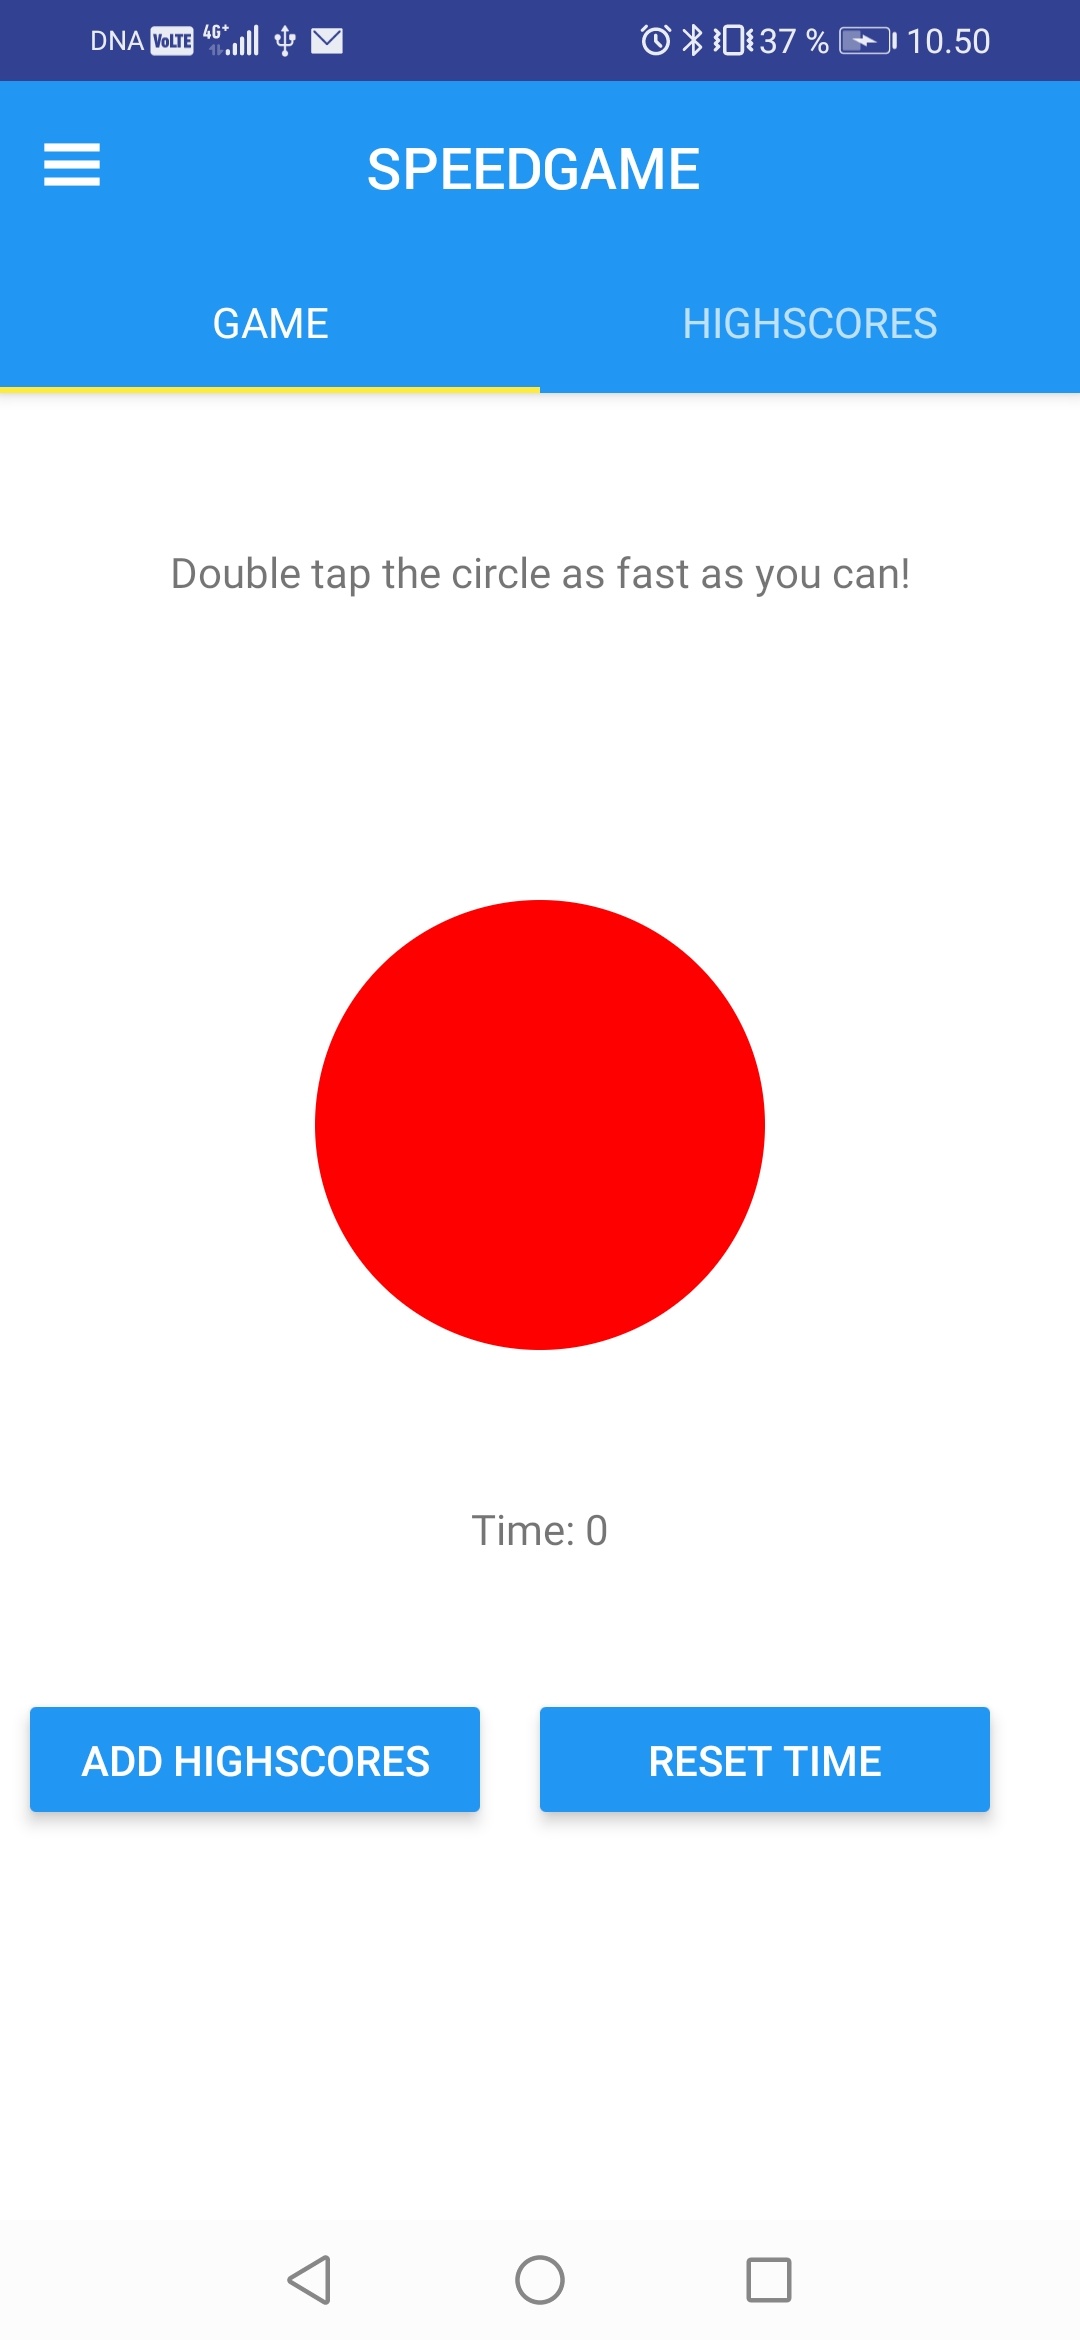 DNA VoLTE 4G+ 37 % 10.50
SPEEDGAME
GAME HIGHSCORES
Double tap the circle as fast as you can!
Time: 0
ADD HIGHSCORES RESET TIME